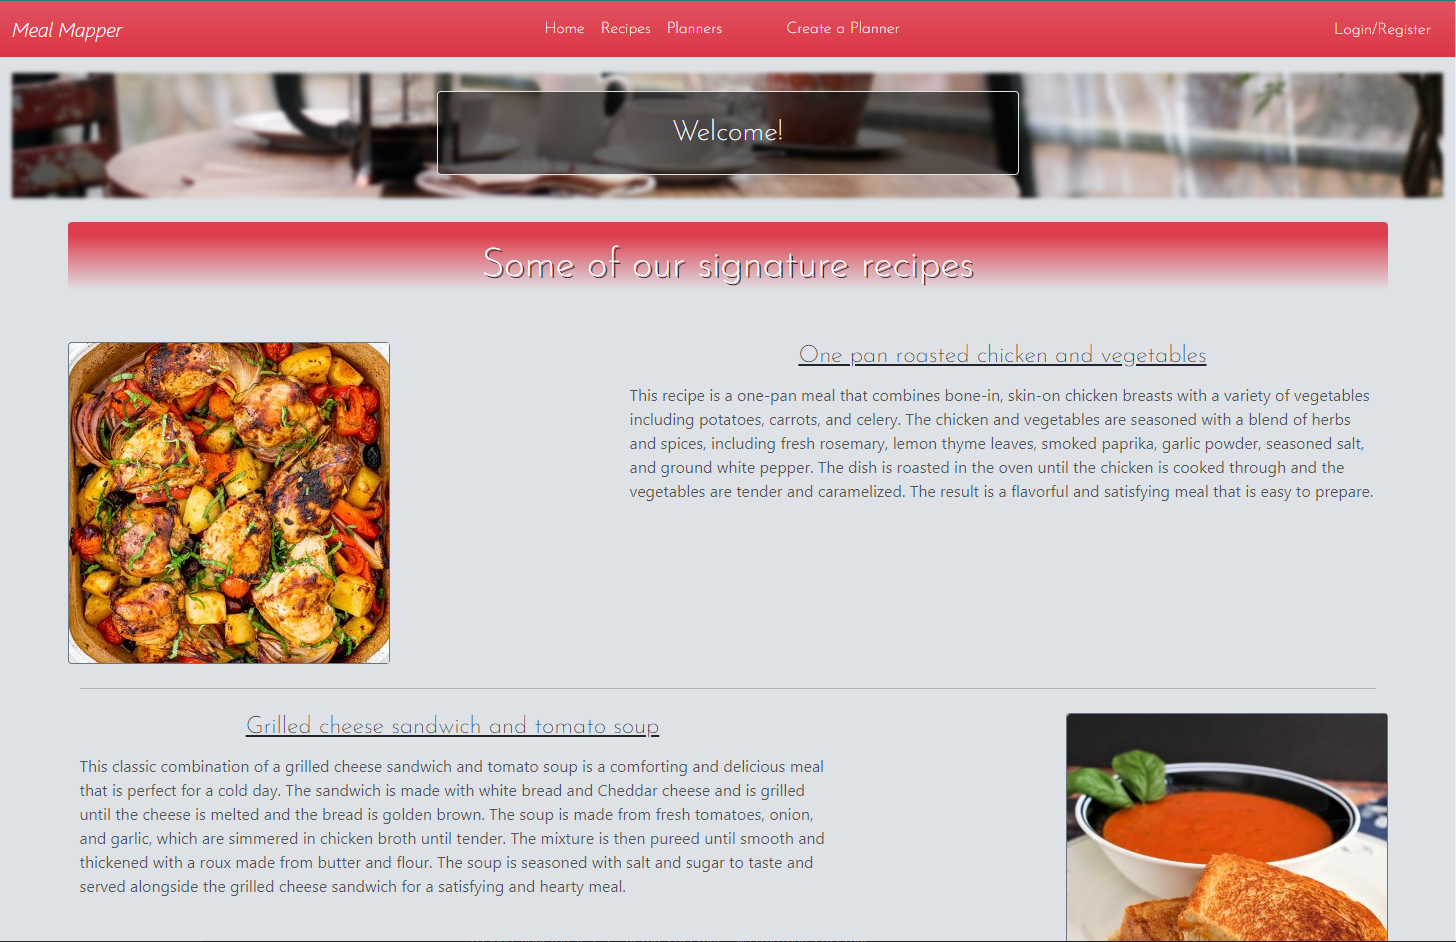 Meal Mapper
Home Recipes Planners Create a Planner
Login/Register
Welcome!
Some of our signature recipes
One pan roasted chicken and vegetables
This recipe is a one-pan meal that combines bone-in, skin-on chicken breasts with a variety of vegetables
including potatoes, carrots, and celery. The chicken and vegetables are seasoned with a blend of herbs
and spices, including fresh rosemary, lemon thyme leaves, smoked paprika, garlic powder, seasoned salt,
and ground white pepper. The dish is roasted in the oven until the chicken is cooked through and the
vegetables are tender and caramelized. The result is a flavorful and satisfying meal that is easy to prepare.
Grilled cheese sandwich and tomato soup
This classic combination of a grilled cheese sandwich and tomato soup is a comforting and delicious meal
that is perfect for a cold day. The sandwich is made with white bread and Cheddar cheese and is grilled
until the cheese is melted and the bread is golden brown. The soup is made from fresh tomatoes, onion,
and garlic, which are simmered in chicken broth until tender. The mixture is then pureed until smooth and
thickened with a roux made from butter and flour. The soup is seasoned with salt and sugar to taste and
served alongside the grilled cheese sandwich for a satisfying and hearty meal.